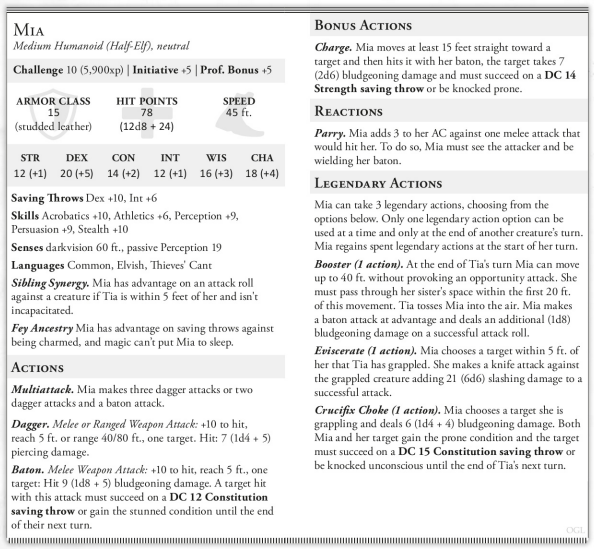 Mia
Medium Humanoid (Half-Elf), neutral
Challenge 10 (5,900xp) | Initiative +5 | Prof. Bonus +5
ARMOR CLASS
15
(studded leather)
HIT POINTS
78
(12d8 + 24)
SPEED
45 ft.
STR DEX CON INT WIS CHA
12 (+1) 20 (+5) 14 (+2) 12 (+1) 16 (+3) 18 (+4)
Saving Throws Dex +10, Int +6
Skills Acrobatics +10, Athletics +6, Perception +9,
Persuasion +9, Stealth +10
Senses darkvision 60 ft., passive Perception 19
Languages Common, Elvish, Thieves' Cant
Sibling Synergy. Mia has advantage on an attack roll
against a creature if Tia is within 5 feet of her and isn't
incapacitated.
Fey Ancestry Mia has advantage on saving throws against
being charmed, and magic can't put Mia to sleep.
Actions
Multiattack. Mia makes three dagger attacks or two
dagger attacks and a baton attack.
Dagger. Melee or Ranged Weapon Attack: +10 to hit,
reach 5 ft. or range 40/80 ft., one target. Hit: 7 (1d4 + 5)
piercing damage.
Baton. Melee Weapon Attack: +10 to hit, reach 5 ft., one
target: Hit 9 (1d8 + 5) bludgeoning damage. A target hit
with this attack must succeed on a DC 12 Constitution
saving throw or gain the stunned condition until the end
of their next turn.
Bonus Actions
Charge. Mia moves at least 15 feet straight toward a
target and then hits it with her baton, the target takes 7
(2d6) bludgeoning damage and must succeed on a DC 14
Strength saving throw or be knocked prone.
Reactions
Parry. Mia adds 3 to her AC against one melee attack that
would hit her. To do so, Mia must see the attacker and be
wielding her baton.
Legendary Actions
Mia can take 3 legendary actions, choosing from the
options below. Only one legendary action option can be
used at a time and only at the end of another creature's turn.
Mia regains spent legendary actions at the start of her turn.
Booster (1 action). At the end of Tia's turn Mia can move
up to 40 ft. without provoking an opportunity attack. She
must pass through her sister's space within the first 20 ft.
of this movement. Tia tosses Mia into the air. Mia makes
a baton attack at advantage and deals an additional (1d8)
bludgeoning damage on a successful attack roll.
Eviscerate (1 action). Mia chooses a target within 5 ft. of
her that Tia has grappled. She makes a knife attack against
the grappled creature adding 21 (6d6) slashing damage to a
successful attack.
Crucifix Choke (1 action). Mia chooses a target she is
grappling and deals 6 (1d4 + 4) bludgeoning damage. Both
Mia and her target gain the prone condition and the target
must succeed on a DC 15 Constitution saving throw or
be knocked unconscious until the end of Tia's next turn.
OGL